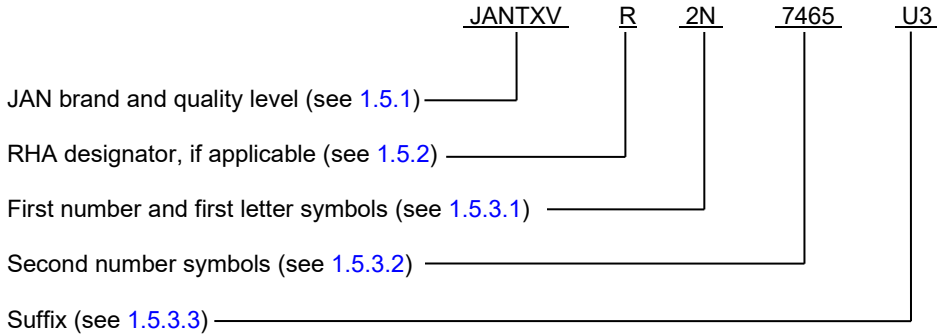 JANTXV R 2N 7465 U3
JAN brand and quality level (see 1.5.1)
RHA designator, if applicable (see 1.5.2)
First number and first letter symbols (see 1.5.3.1)
Second number symbols (see 1.5.3.2)
Suffix (see 1.5.3.3)